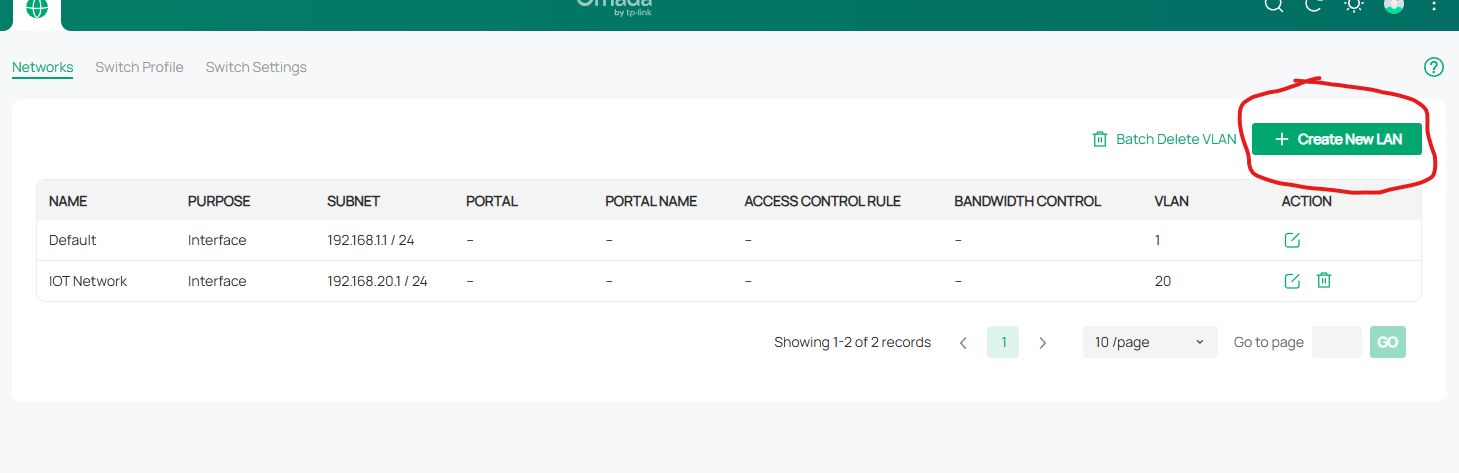 Omada
by tp-link
Networks Switch Profile Switch Settings
Batch Delete VLAN + Create New LAN
NAME PURPOSE SUBNET PORTAL PORTAL NAME ACCESS CONTROL RULE BANDWIDTH CONTROL VLAN ACTION
Default Interface 192.168.1.1 / 24 – – – – 1
IOT Network Interface 192.168.20.1 / 24 – – – – 20
Showing 1-2 of 2 records < 1 > 10 /page Go to page GO